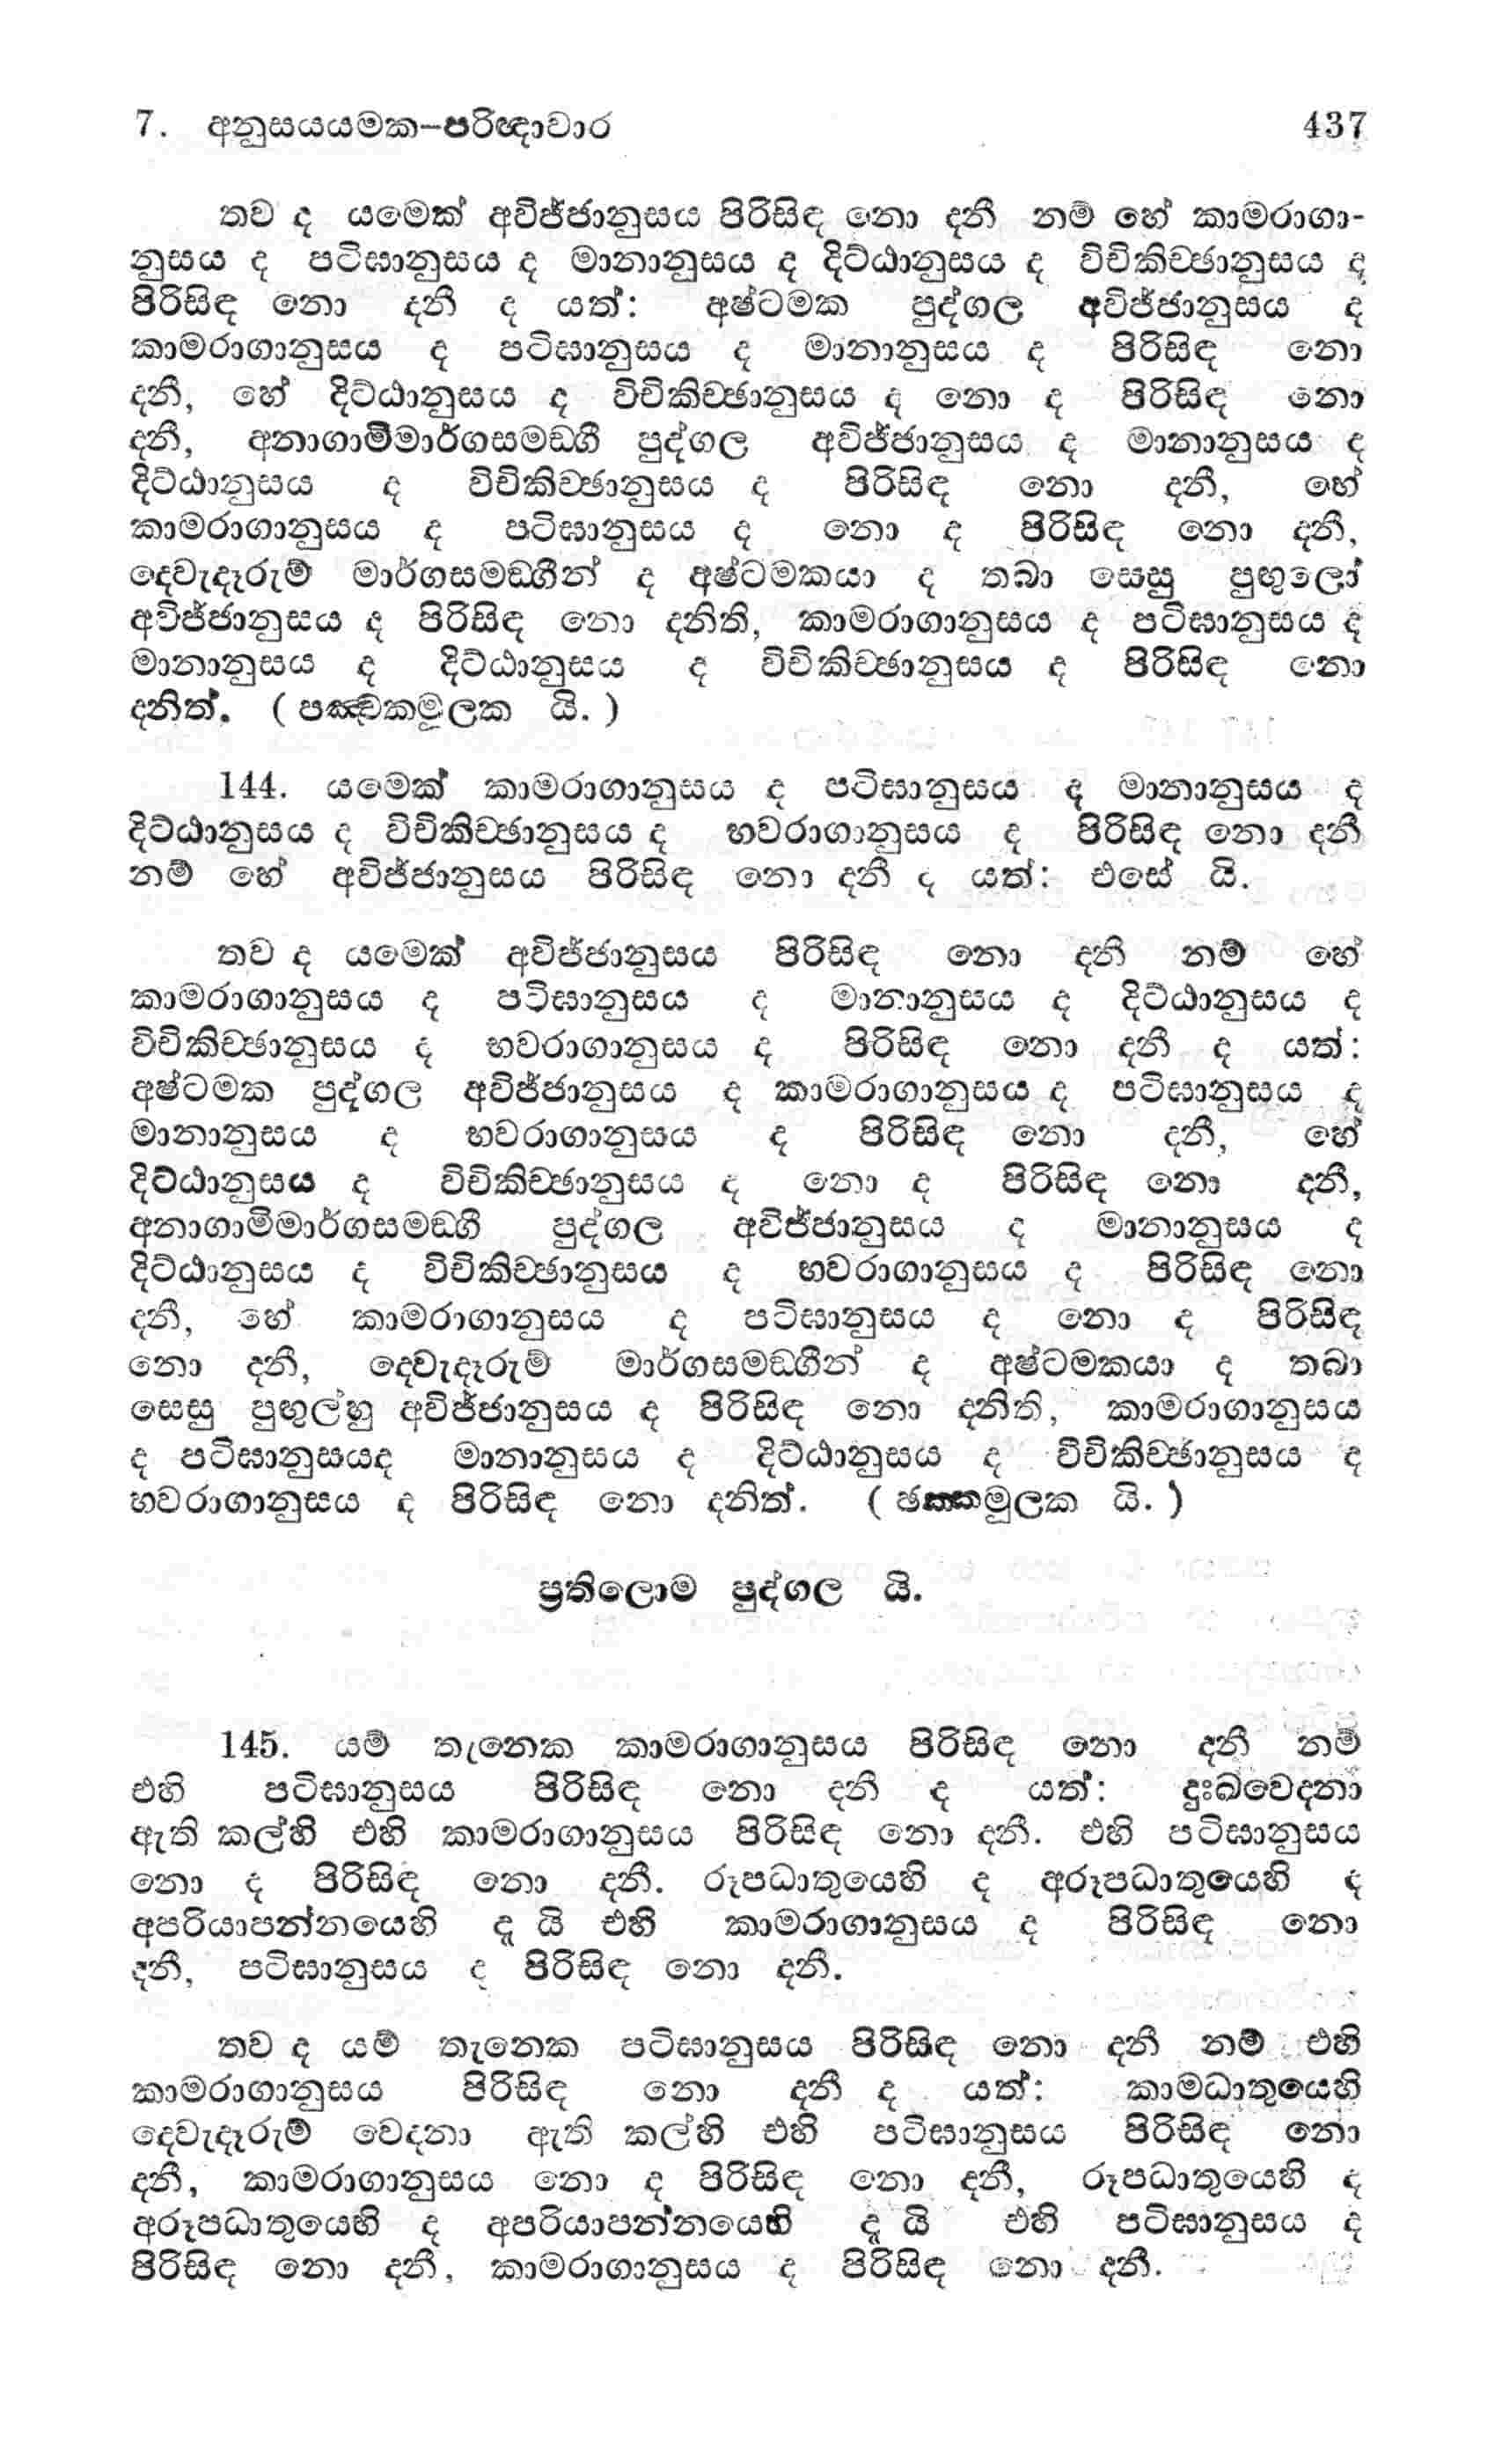 7. අනුසයයමක–පරිඥාවාර 437
තව ද යමෙක් අවිජ්ජානුසය පිරිසිඳ නො දනී නම් හේ කාමරාගා-
නුසය ද පටිඝානුසය ද මානානුසය ද දිට්ඨානුසය ද විචිකිච්ඡානුසය ද
පිරිසිඳ නො දනී ද යත්: අෂ්ටමක පුද්ගල අවිජ්ජානුසය ද
කාමරාගානුසය ද පටිඝානුසය ද මානානුසය ද පිරිසිඳ නො
දනී, හේ දිට්ඨානුසය ද විචිකිච්ඡානුසය ද නො ද පිරිසිඳ නො
දනී, අනාගාමීමාර්ගසමඞ්ගී පුද්ගල අවිජ්ජානුසය ද මානානුසය ද
දිට්ඨානුසය ද විචිකිච්ඡානුසය ද පිරිසිඳ නො දනී, හේ
කාමරාගානුසය ද පටිඝානුසය ද නො ද පිරිසිඳ නො දනී,
දෙවැදෑරුම් මාර්ගසමඞ්ගීන් ද අෂ්ටමකයා ද තබා සෙසු පුඟුලෝ
අවිජ්ජානුසය ද පිරිසිඳ නො දනිති, කාමරාගානුසය ද පටිඝානුසය ද
මානානුසය ද දිට්ඨානුසය ද විචිකිච්ඡානුසය ද පිරිසිඳ නො
දනිත්. (පඤ්චකමූලක යි.)
144. යමෙක් කාමරාගානුසය ද පටිඝානුසය ද මානානුසය ද
දිට්ඨානුසය ද විචිකිච්ඡානුසය ද භවරාගානුසය ද පිරිසිඳ නො දනී
නම් හේ අවිජ්ජානුසය පිරිසිඳ නො දනී ද යත්: එසේ යි.
තව ද යමෙක් අවිජ්ජානුසය පිරිසිඳ නො දනී නම් හේ
කාමරාගානුසය ද පටිඝානුසය ද මානානුසය ද දිට්ඨානුසය ද
විචිකිච්ඡානුසය ද භවරාගානුසය ද පිරිසිඳ නො දනී ද යත්:
අෂ්ටමක පුද්ගල අවිජ්ජානුසය ද කාමරාගානුසය ද පටිඝානුසය ද
මානානුසය ද භවරාගානුසය ද පිරිසිඳ නො දනී, හේ
දිට්ඨානුසය ද විචිකිච්ඡානුසය ද නො ද පිරිසිඳ නො දනී,
අනාගාමිමාර්ගසමඞ්ගී පුද්ගල අවිජ්ජානුසය ද මානානුසය ද
දිට්ඨානුසය ද විචිකිච්ඡානුසය ද භවරාගානුසය ද පිරිසිඳ නො
දනී, හේ කාමරාගානුසය ද පටිඝානුසය ද නො ද පිරිසිඳ
නො දනී, දෙවැදෑරුම් මාර්ගසමඞ්ගීන් ද අෂ්ටමකයා ද තබා
සෙසු පුඟුල්හු අවිජ්ජානුසය ද පිරිසිඳ නො දනිති, කාමරාගානුසය
ද පටිඝානුසයද මානානුසය ද දිට්ඨානුසය ද විචිකිච්ඡානුසය ද
භවරාගානුසය ද පිරිසිඳ නො දනිත්. (ඡක්කමූලක යි.)
ප්‍රතිලොම පුද්ගල යි.
145. යම් තැනෙක කාමරාගානුසය පිරිසිඳ නො දනී නම්
එහි පටිඝානුසය පිරිසිඳ නො දනී ද යත්: දුඃඛවෙදනා
ඇති කල්හි එහි කාමරාගානුසය පිරිසිඳ නො දනී. එහි පටිඝානුසය
නො ද පිරිසිඳ නො දනී. රූපධාතුයෙහි ද අරූපධාතුයෙහි ද
අපරියාපන්නයෙහි දැ යි එහි කාමරාගානුසය ද පිරිසිඳ නො
දනී, පටිඝානුසය ද පිරිසිඳ නො දනී.
තව ද යම් තැනෙක පටිඝානුසය පිරිසිඳ නො දනී නම් එහි
කාමරාගානුසය පිරිසිඳ නො දනී ද යත්: කාමධාතුයෙහි
දෙවැදෑරුම් වෙදනා ඇති කල්හි එහි පටිඝානුසය පිරිසිඳ නො
දනී, කාමරාගානුසය නො ද පිරිසිඳ නො දනී, රූපධාතුයෙහි ද
අරූපධාතුයෙහි ද අපරියාපන්නයෙහි දැ යි එහි පටිඝානුසය ද
පිරිසිඳ නො දනී, කාමරාගානුසය ද පිරිසිඳ නො දනී.